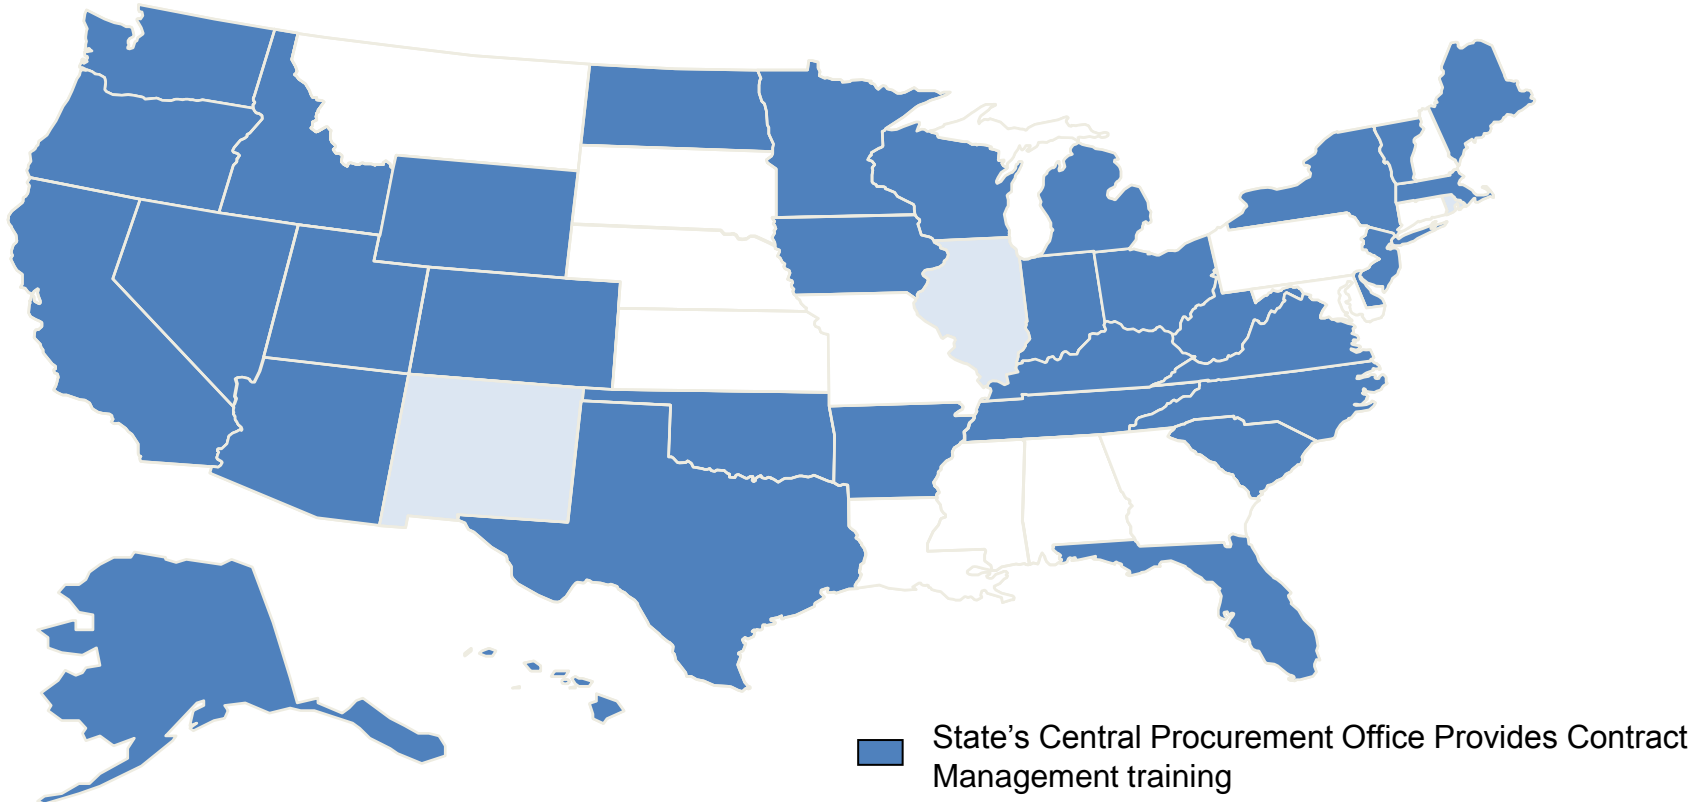 State’s Central Procurement Office Provides Contract
Management training